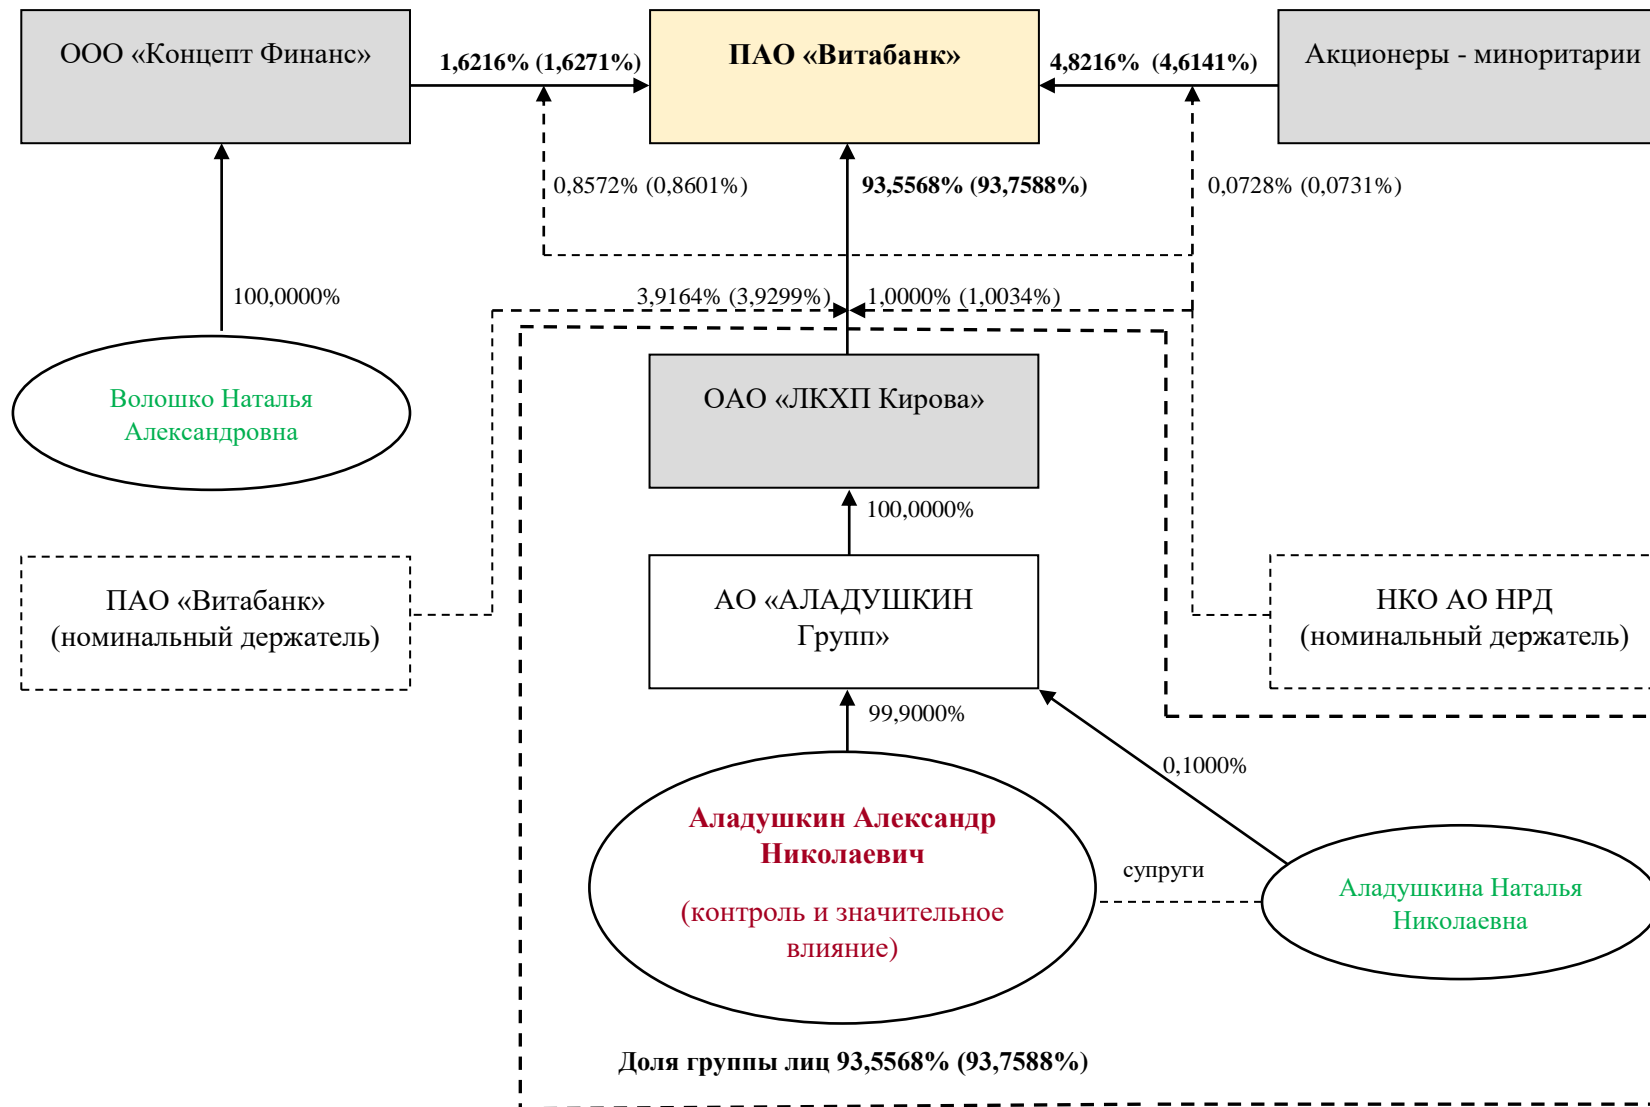 ООО «Концепт Финанс»
1,6216% (1,6271%)
ПАО «Витабанк»
4,8216% (4,6141%)
Акционеры - миноритарии
0,8572% (0,8601%)
93,5568% (93,7588%)
0,0728% (0,0731%)
100,0000%
3,9164% (3,9299%)
1,0000% (1,0034%)
Волошко Наталья
Александровна
ОАО «ЛКХП Кирова»
100,0000%
ПАО «Витабанк»
(номинальный держатель)
АО «АЛАДУШКИН
Групп»
НКО АО НРД
(номинальный держатель)
99,9000%
0,1000%
Аладушкин Александр
Николаевич
(контроль и значительное
влияние)
супруги
Аладушкина Наталья
Николаевна
Доля группы лиц 93,5568% (93,7588%)